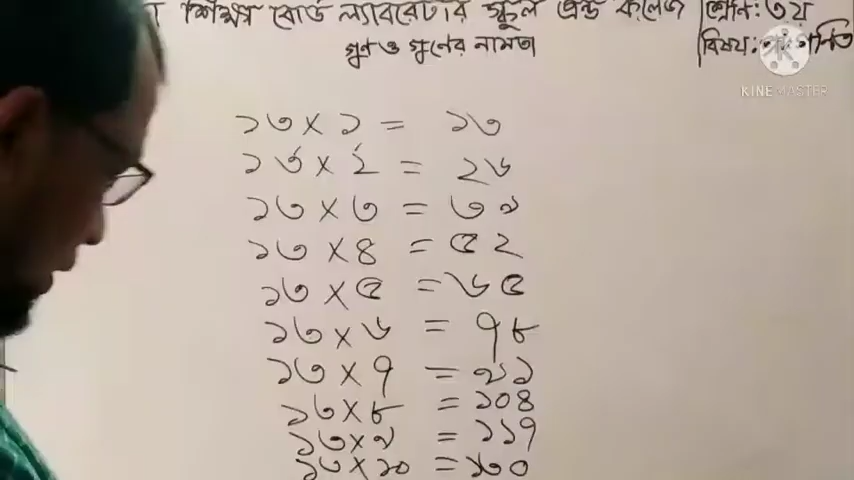 শিক্ষা বোর্ড ল্যাবরেটরি স্কুল এন্ড কলেজ
শ্রেনি: ৩য়
গুণ ও গুনের নামতা
বিষয়:
KINEMASTER
১৩ × ১ = ১৩
১৩ × ২ = ২৬
১৩ × ৩ = ৩৯
১৩ × ৪ = ৫২
১৩ × ৫ = ৬৫
১৩ × ৬ = ৭৮
১৩ × ৭ = ৯১
১৩ × ৮ = ১০৪
১৩ × ৯ = ১১৭
১৩ × ১০ = ১৩০